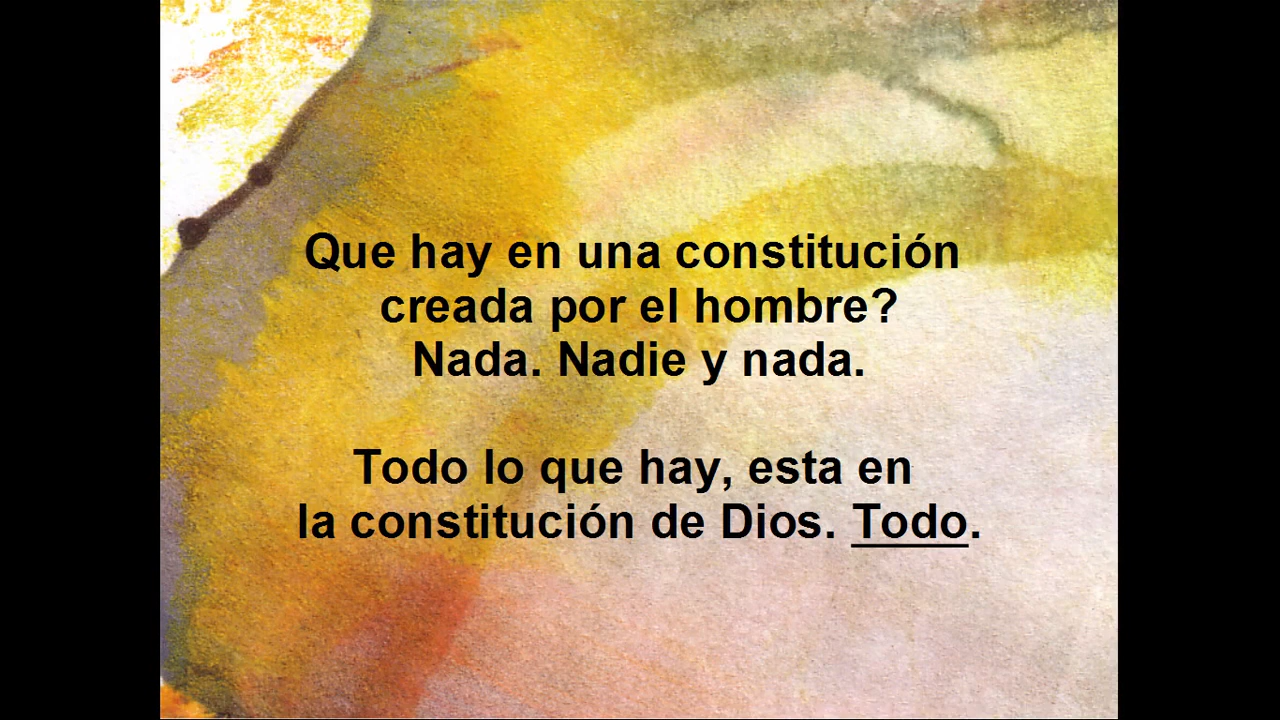 Que hay en una constitución
creada por el hombre?
Nada. Nadie y nada.
Todo lo que hay, esta en
la constitución de Dios. Todo.